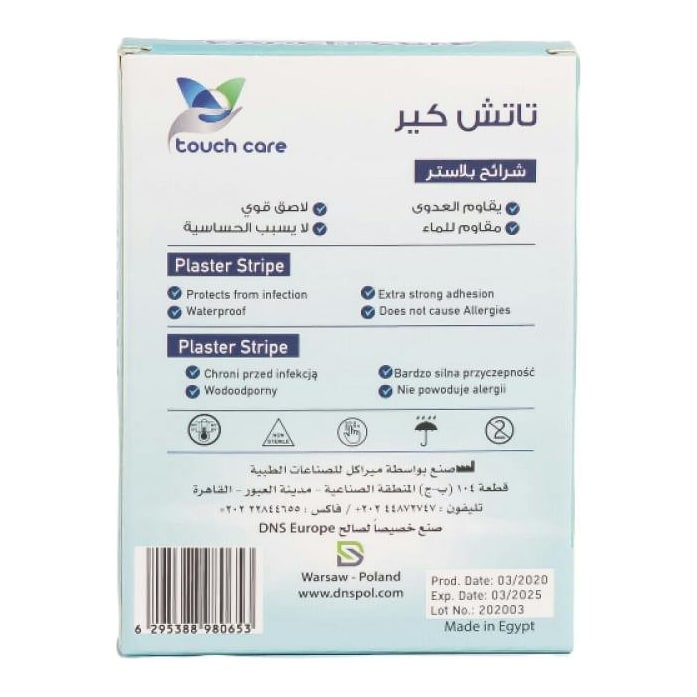 touch care
تاتش كير
شرائح بلاستر
يقاوم العدوى
لاصق قوي
مقاوم للماء
لا يسبب الحساسية
Plaster Stripe
Protects from infection
Extra strong adhesion
Waterproof
Does not cause Allergies
Plaster Stripe
Chroni przed infekcją
Bardzo silna przyczepność
Wodoodporny
Nie powoduje alergii
NON STERILE
صنع بواسطة ميراكل للصناعات الطبية
قطعة ١٠٤ (ب-ج) المنطقة الصناعية - مدينة العبور - القاهرة
تليفون : ٤٤٨٧٢٧٤٧ ٢٠٢+ / فاكس : ٢٢٨٤٤٦٥٥ ٢٠٢+
صنع خصيصاً لصالح DNS Europe
Warsaw - Poland
www.dnspol.com
Prod. Date: 03/2020
Exp. Date: 03/2025
Lot No.: 202003
Made in Egypt
6 295388 980653